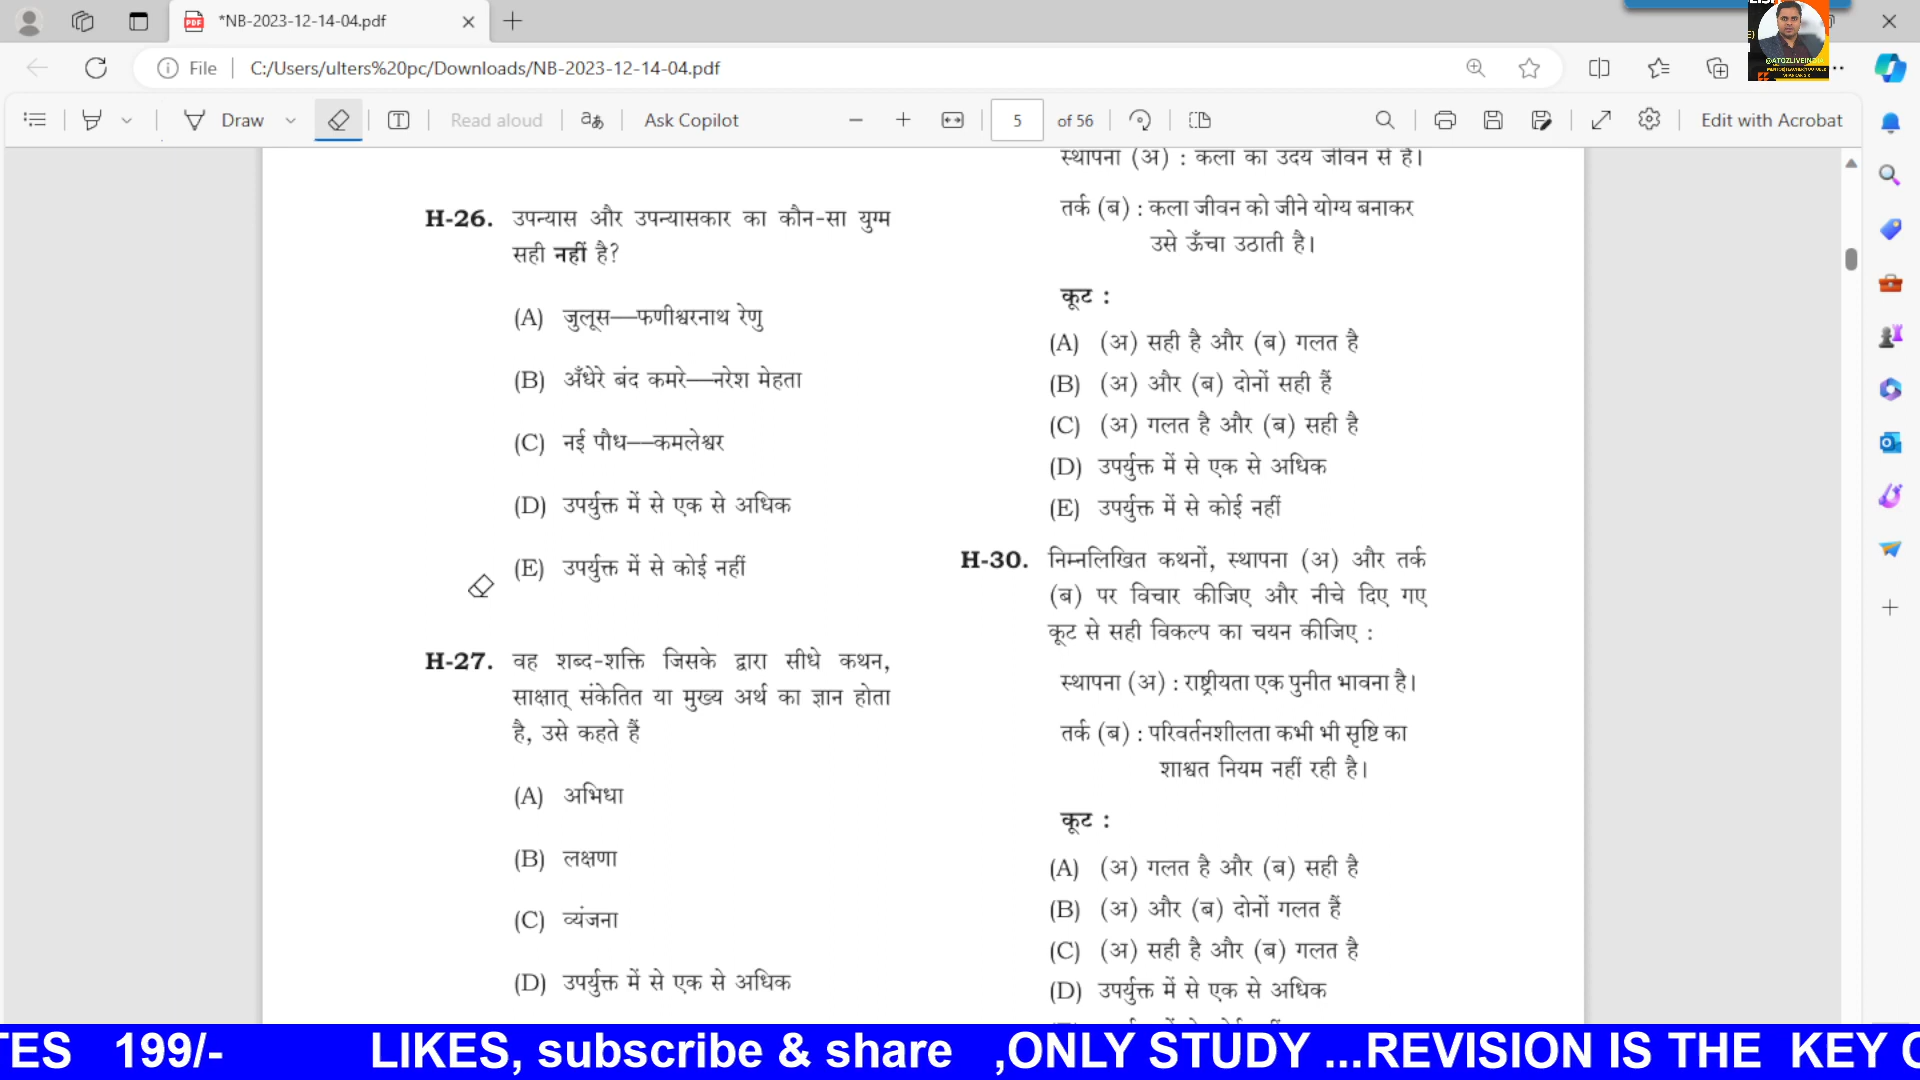 *NB-2023-12-14-04.pdf
File
C:/Users/ulters%20pc/Downloads/NB-2023-12-14-04.pdf
Draw
Read aloud
Ask Copilot
5
of 56
Edit with Acrobat
@ATOZLIVEINDIA
H-26. उपन्यास और उपन्यासकार का कौन-सा युग्म
सही नहीं है?
(A) जुलूस—फणीश्वरनाथ रेणु
(B) अँधेरे बंद कमरे—नरेश मेहता
(C) नई पौध—कमलेश्वर
(D) उपर्युक्त में से एक से अधिक
(E) उपर्युक्त में से कोई नहीं
H-27. वह शब्द-शक्ति जिसके द्वारा सीधे कथन,
साक्षात् संकेतित या मुख्य अर्थ का ज्ञान होता
है, उसे कहते हैं
(A) अभिधा
(B) लक्षणा
(C) व्यंजना
(D) उपर्युक्त में से एक से अधिक
स्थापना (अ) : कला का उदय जीवन से है।
तर्क (ब) : कला जीवन को जीने योग्य बनाकर
उसे ऊँचा उठाती है।
कूट :
(A) (अ) सही है और (ब) गलत है
(B) (अ) और (ब) दोनों सही हैं
(C) (अ) गलत है और (ब) सही है
(D) उपर्युक्त में से एक से अधिक
(E) उपर्युक्त में से कोई नहीं
H-30. निम्नलिखित कथनों, स्थापना (अ) और तर्क
(ब) पर विचार कीजिए और नीचे दिए गए
कूट से सही विकल्प का चयन कीजिए :
स्थापना (अ) : राष्ट्रीयता एक पुनीत भावना है।
तर्क (ब) : परिवर्तनशीलता कभी भी सृष्टि का
शाश्वत नियम नहीं रही है।
कूट :
(A) (अ) गलत है और (ब) सही है
(B) (अ) और (ब) दोनों गलत हैं
(C) (अ) सही है और (ब) गलत है
(D) उपर्युक्त में से एक से अधिक
TES 199/- LIKES, subscribe & share ,ONLY STUDY ...REVISION IS THE KEY